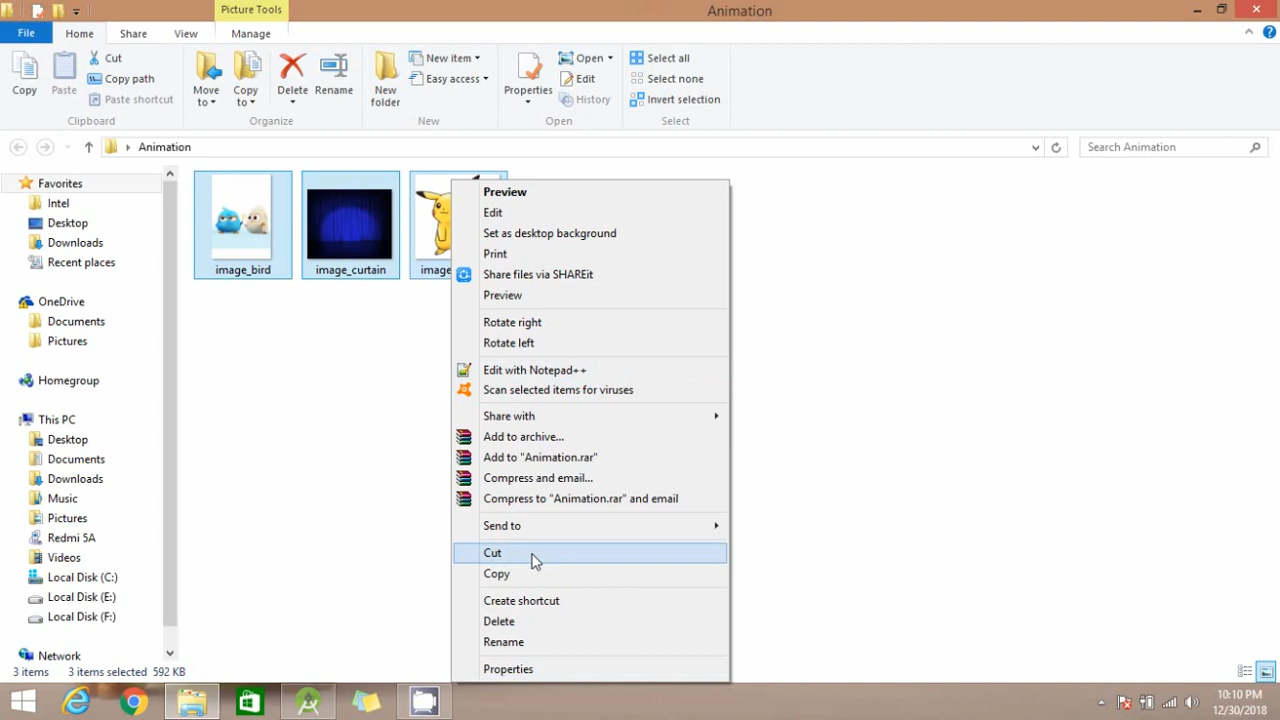 Picture Tools
Animation
File
Home
Share
View
Manage
Copy
Paste
Cut
Copy path
Paste shortcut
Clipboard
Move to
Copy to
Delete
Rename
Organize
New folder
New item
Easy access
New
Properties
Open
Edit
History
Open
Select all
Select none
Invert selection
Select
Animation
Search Animation
Favorites
Intel
Desktop
Downloads
Recent places
OneDrive
Documents
Pictures
Homegroup
This PC
Desktop
Documents
Downloads
Music
Pictures
Redmi 5A
Videos
Local Disk (C:)
Local Disk (E:)
Local Disk (F:)
Network
image_bird
image_curtain
Preview
Edit
Set as desktop background
Print
Share files via SHAREit
Preview
Rotate right
Rotate left
Edit with Notepad++
Scan selected items for viruses
Share with
Add to archive...
Add to "Animation.rar"
Compress and email...
Compress to "Animation.rar" and email
Send to
Cut
Copy
Create shortcut
Delete
Rename
Properties
3 items
3 items selected 592 KB
10:10 PM
12/30/2018